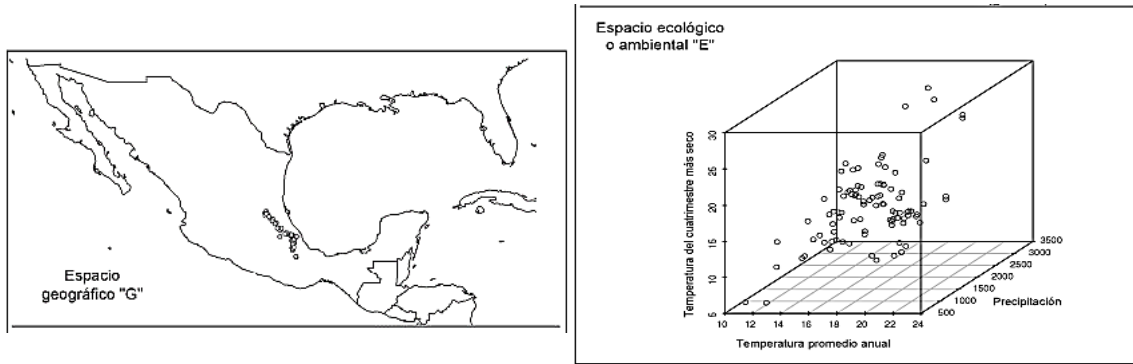 Espacio
geográfico "G"
Espacio ecológico
o ambiental "E"
Temperatura del cuatrimestre más seco
30
25
20
15
10
5
10 12 14 16 18 20 22 24
Temperatura promedio anual
500
1000
1500
2000
2500
3000
3500
Precipitación